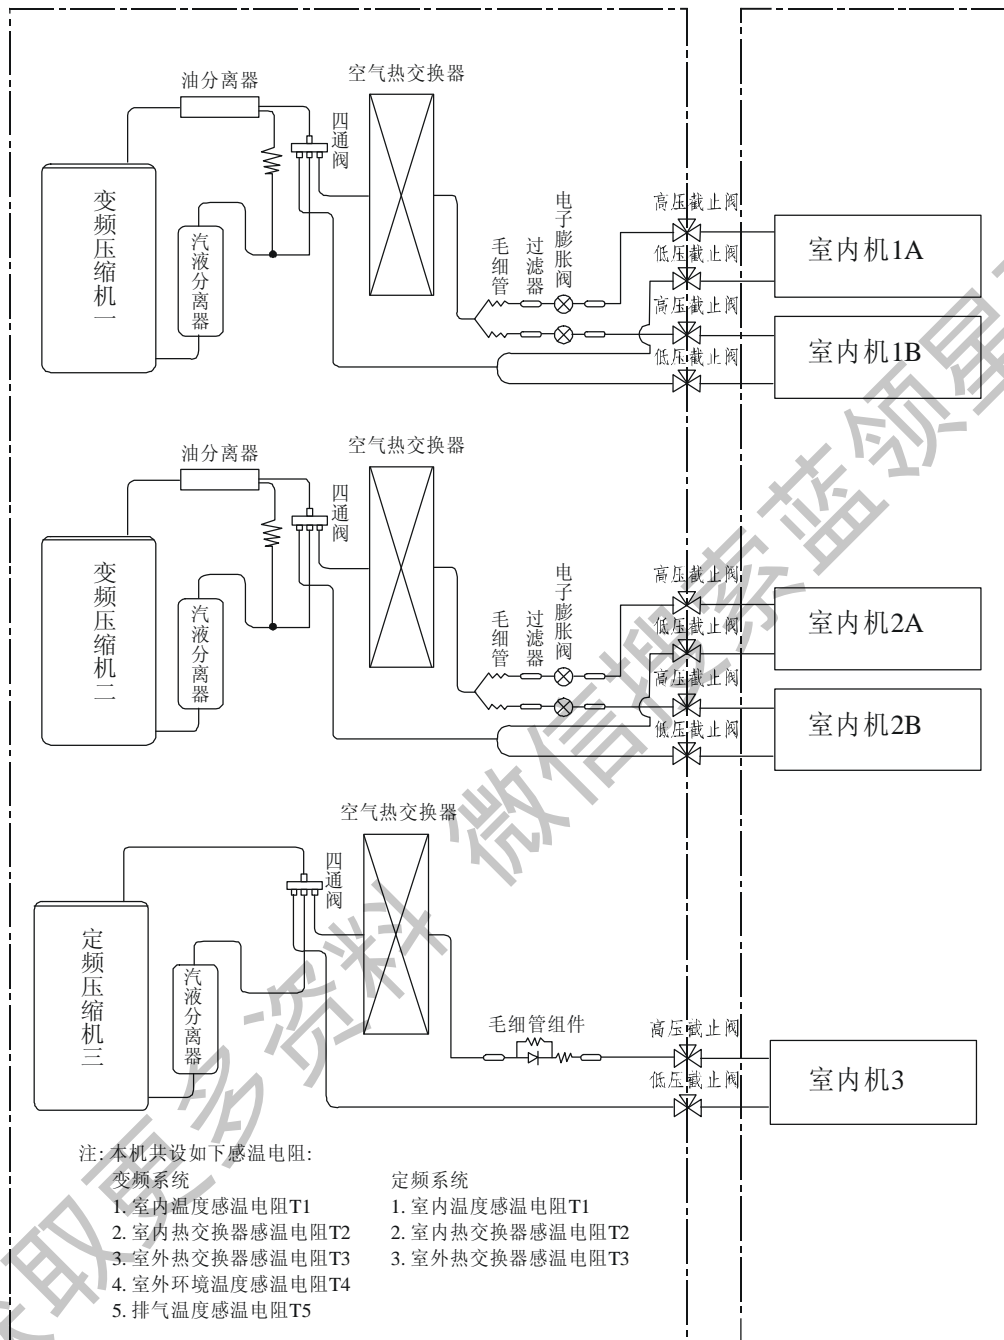 空气热交换器
油分离器
四通阀
变频压缩机一
汽液分离器
毛细管
过滤器
电子膨胀阀
高压截止阀
低压截止阀
高压截止阀
低压截止阀
室内机1A
室内机1B
空气热交换器
油分离器
四通阀
变频压缩机二
汽液分离器
毛细管
过滤器
电子膨胀阀
高压截止阀
低压截止阀
高压截止阀
低压截止阀
室内机2A
室内机2B
空气热交换器
四通阀
定频压缩机三
汽液分离器
毛细管组件
高压截止阀
低压截止阀
室内机3
注:本机共设如下感温电阻:
变频系统
1. 室内温度感温电阻T1
2. 室内热交换器感温电阻T2
3. 室外热交换器感温电阻T3
4. 室外环境温度感温电阻T4
5. 排气温度感温电阻T5
定频系统
1. 室内温度感温电阻T1
2. 室内热交换器感温电阻T2
3. 室外热交换器感温电阻T3
取更多资料 微信搜索蓝领星